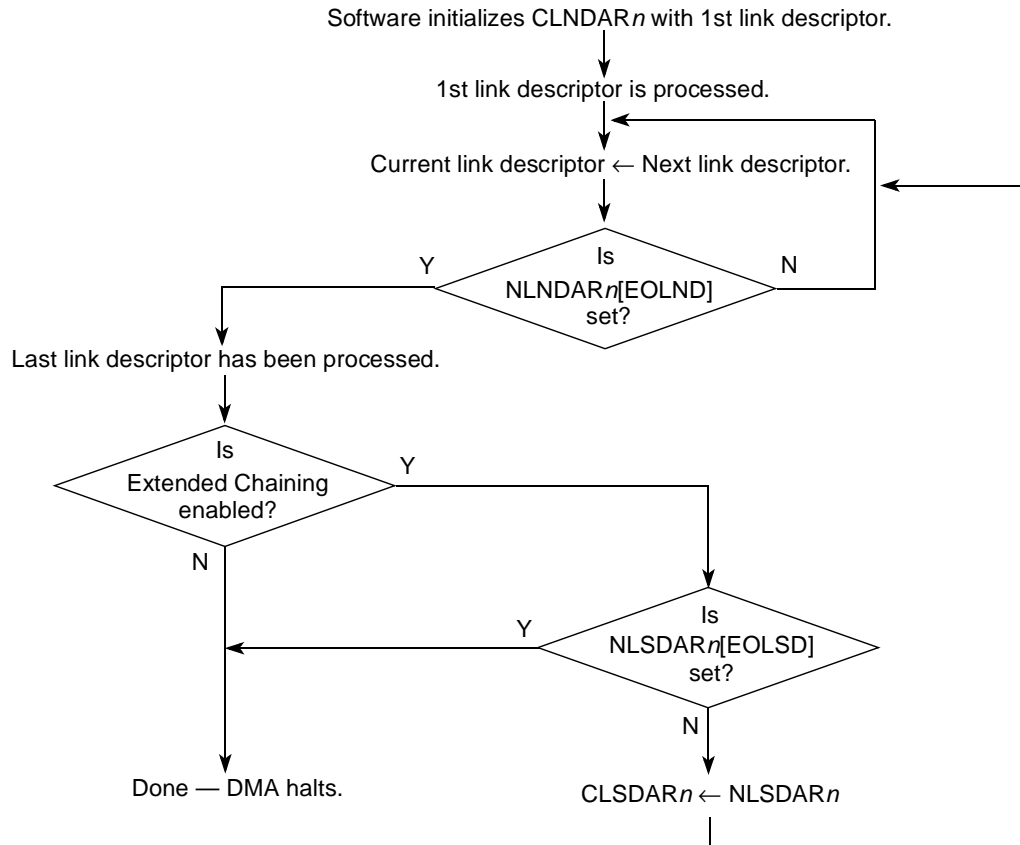 Software initializes CLNDARn with 1st link descriptor.
1st link descriptor is processed.
Current link descriptor ← Next link descriptor.
Is
NLNDARn[EOLND]
set?
Y
N
Last link descriptor has been processed.
Is
Extended Chaining
enabled?
Y
N
Is
NLSDARn[EOLSD]
set?
Y
N
Done — DMA halts.
CLSDARn ← NLSDARn